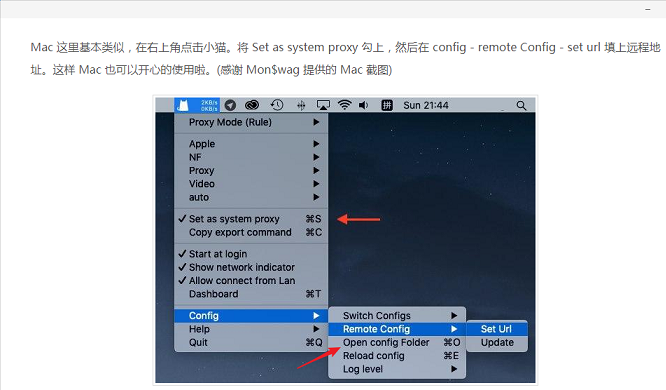 Mac 这里基本类似，在右上角点击小猫。将 Set as system proxy 勾上，然后在 config - remote Config - set url 填上远程地
址。这样 Mac 也可以开心的使用啦。(感谢 Mon$wag 提供的 Mac 截图)
2KB/s
0KB/s
拼 Sun 21:44
Proxy Mode (Rule)
Apple
NF
Proxy
Video
auto
Set as system proxy ⌘S
Copy export command ⌘C
Start at login
Show network indicator
Allow connect from Lan
Dashboard ⌘T
Config
Help
Quit ⌘Q
Switch Configs
Remote Config
Open config Folder ⌘O
Reload config ⌘E
Log level
Set Url
Update